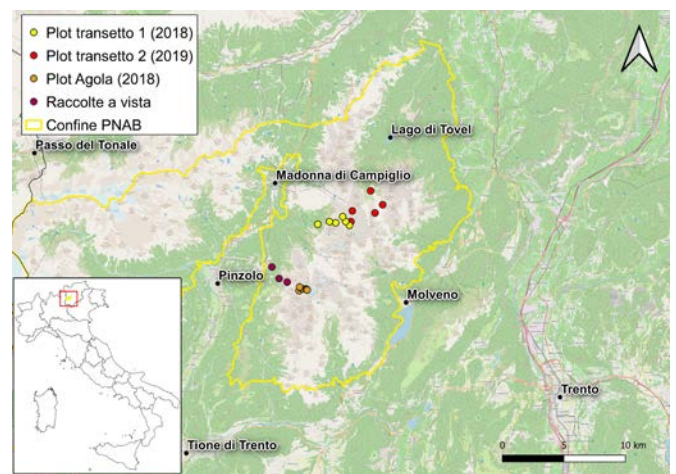 Plot transetto 1 (2018)
Plot transetto 2 (2019)
Plot Agola (2018)
Raccolte a vista
Confine PNAB
Passo del Tonale
Lago di Tovel
Madonna di Campiglio
Pinzolo
Molveno
Trento
Tione di Trento
0 5 10 km